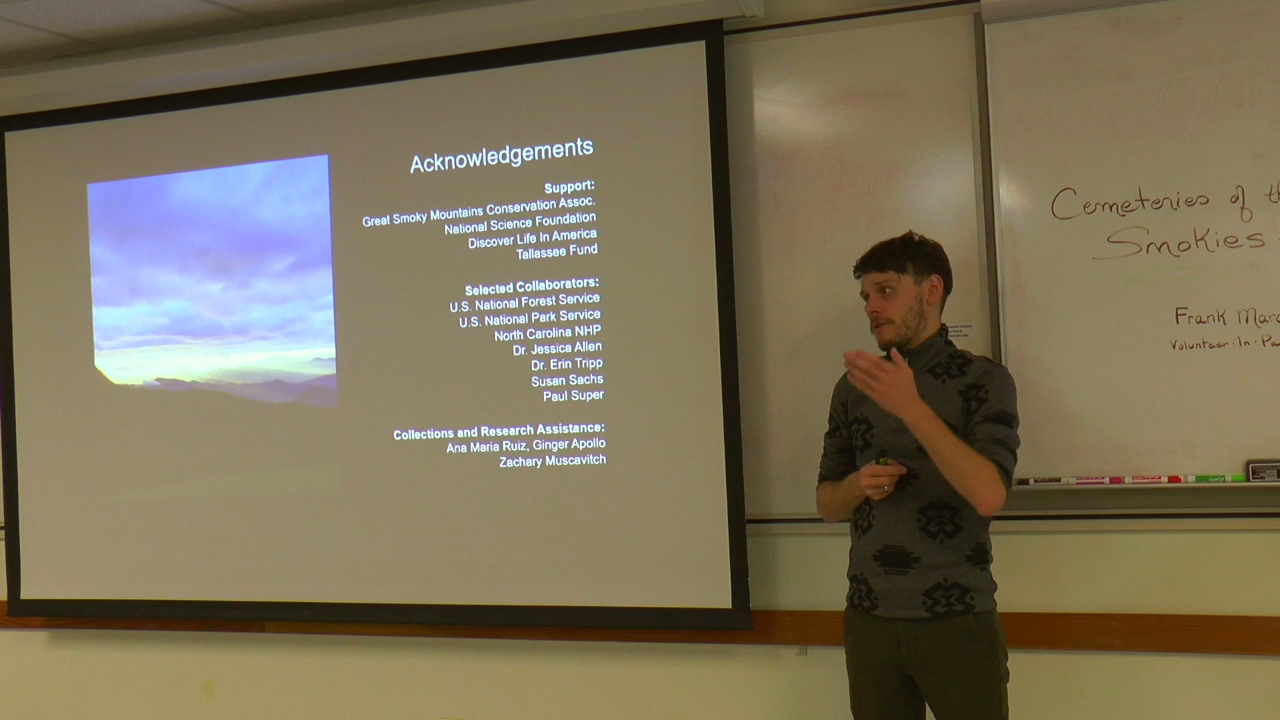 Acknowledgements
Support:
Great Smoky Mountains Conservation Assoc.
National Science Foundation
Discover Life In America
Tallassee Fund
Selected Collaborators:
U.S. National Forest Service
U.S. National Park Service
North Carolina NHP
Dr. Jessica Allen
Dr. Erin Tripp
Susan Sachs
Paul Super
Collections and Research Assistance:
Ana Maria Ruiz, Ginger Apollo
Zachary Muscavitch
Cemeteries of th
Smokies
Frank Marc
Volunteer-In-Pa